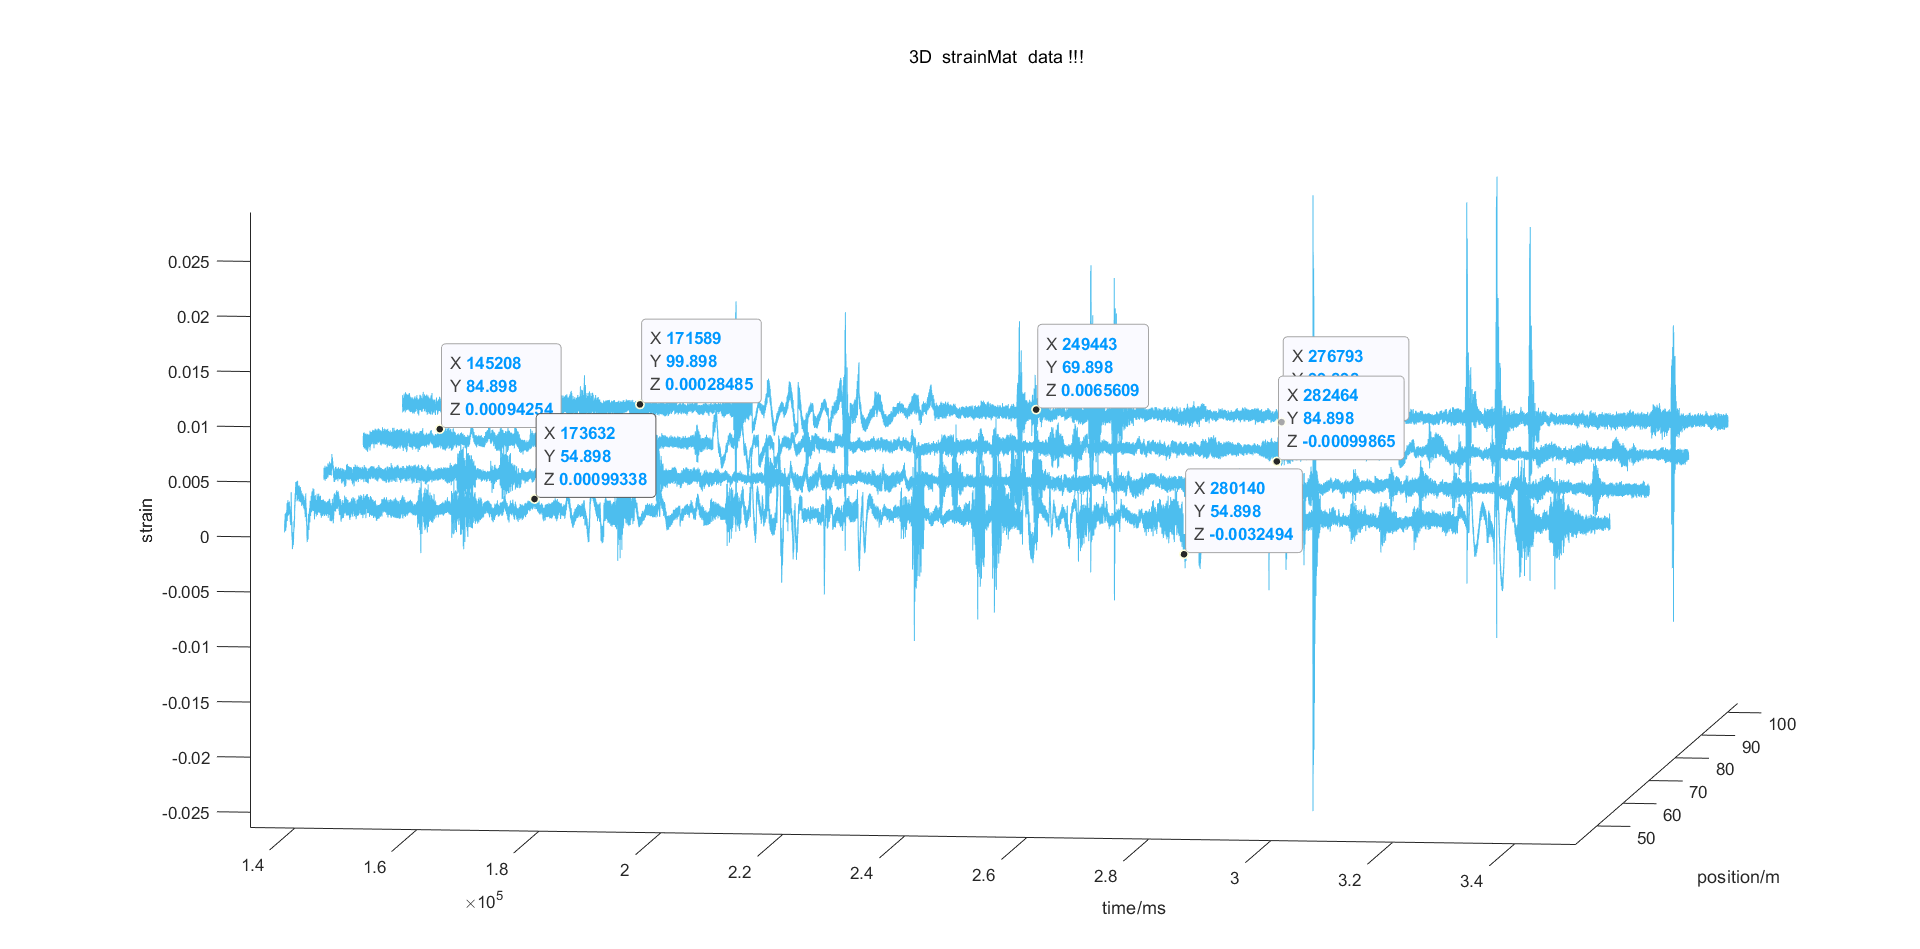 3D strainMat data !!!
X 145208
Y 84.898
Z 0.00094254
X 171589
Y 99.898
Z 0.00028485
X 173632
Y 54.898
Z 0.00099338
X 249443
Y 69.898
Z 0.0065609
X 276793
X 282464
Y 84.898
Z -0.00099865
X 280140
Y 54.898
Z -0.0032494
strain
0.025
0.02
0.015
0.01
0.005
0
-0.005
-0.01
-0.015
-0.02
-0.025
1.4
1.6
1.8
2
2.2
2.4
2.6
2.8
3
3.2
3.4
×10⁵
time/ms
100
90
80
70
60
50
position/m